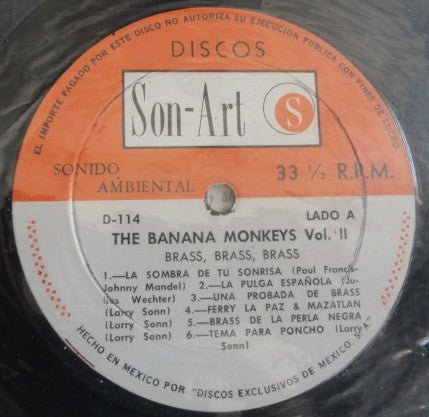 EL IMPORTE PAGADO POR ESTE DISCO NO AUTORIZA SU EJECUCION PUBLICA CON FINES DE LUCRO.
DISCOS
Son-Art S
SONIDO
AMBIENTAL
33 ⅓ R.P.M.
D-114 LADO A
THE BANANA MONKEYS Vol. II
BRASS, BRASS, BRASS
1.—LA SOMBRA DE TU SONRISA (Paul Francis-
Johnny Mandel)
2.—LA PULGA ESPAÑOLA (Ju-
lius Wechter)
3.—UNA PROBADA DE BRASS
(Larry Sonn)
4.—FERRY LA PAZ & MAZATLAN
(Larry Sonn)
5.—BRASS DE LA PERLA NEGRA
(Larry Sonn)
6.—TEMA PARA PONCHO (Larry
Sonn)
HECHO EN MEXICO POR "DISCOS EXCLUSIVOS DE MEXICO, S.A."